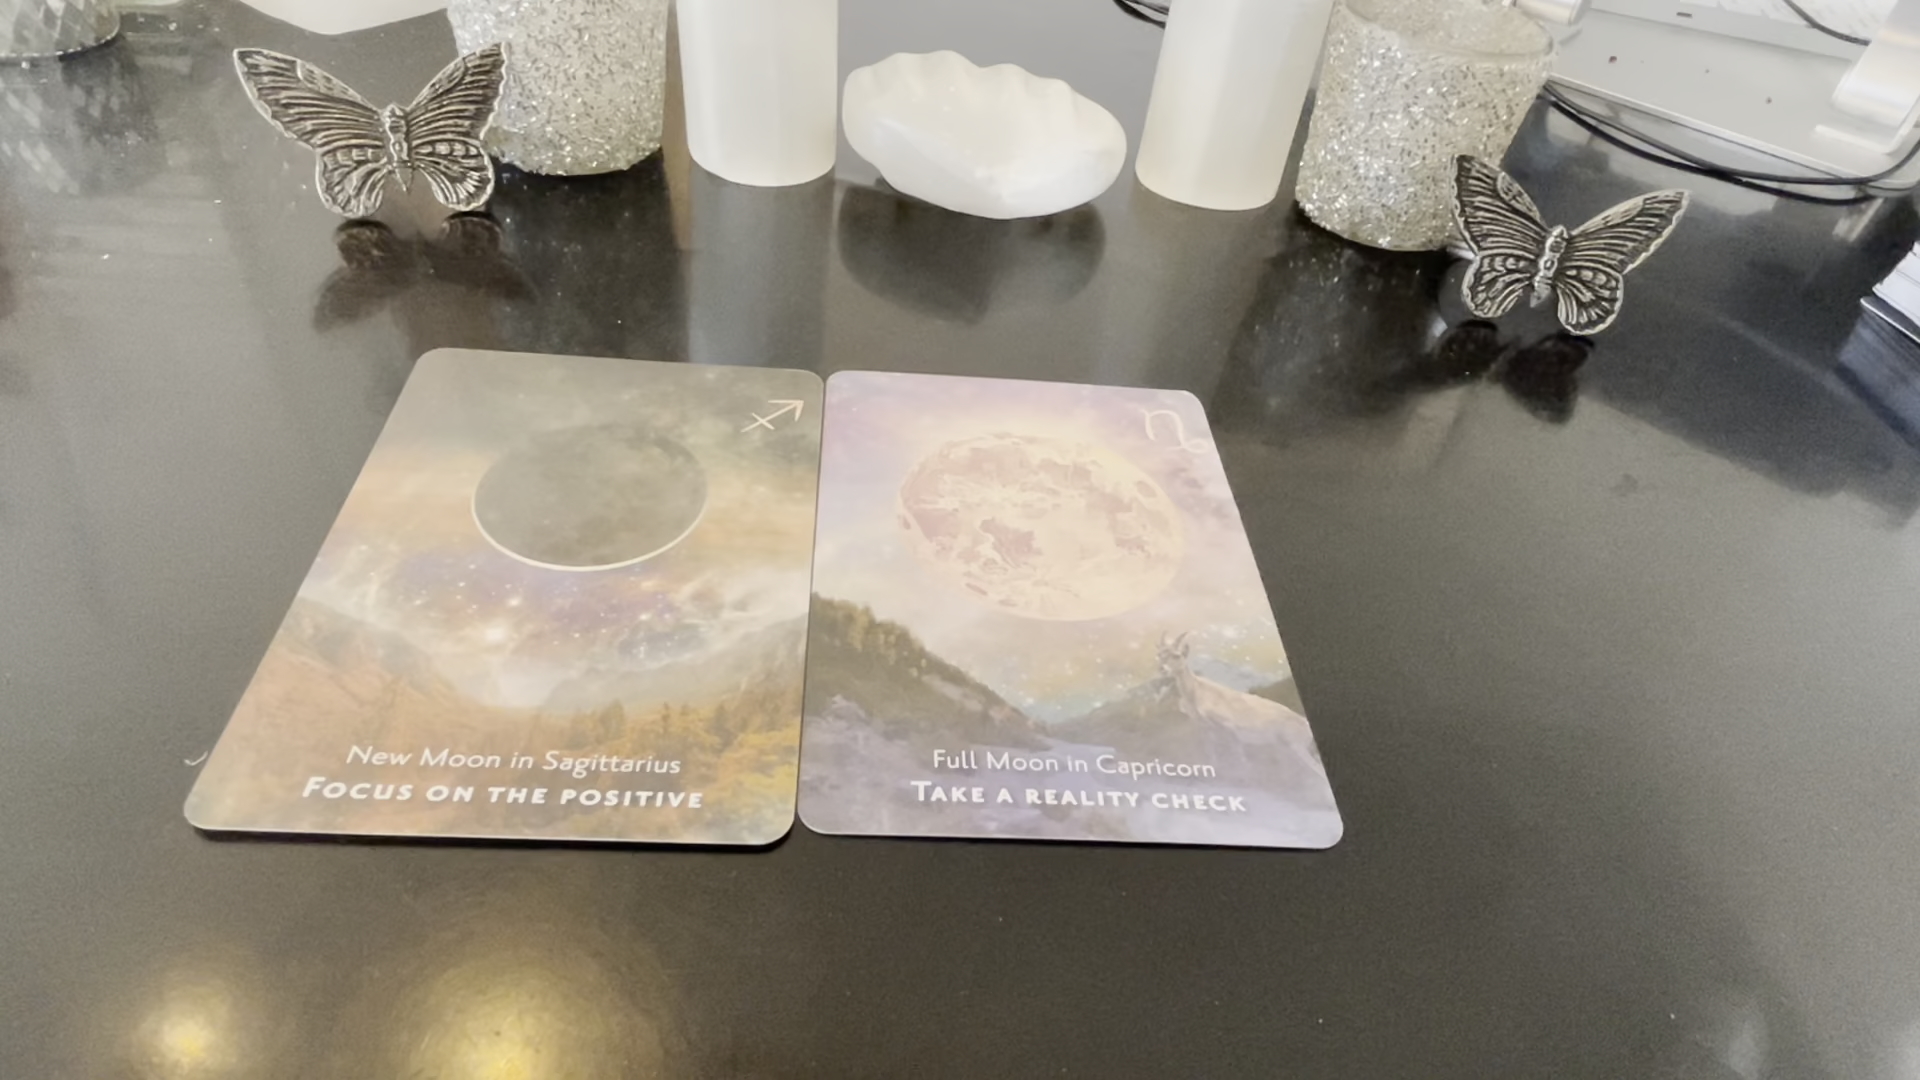 New Moon in Sagittarius
FOCUS ON THE POSITIVE
Full Moon in Capricorn
TAKE A REALITY CHECK